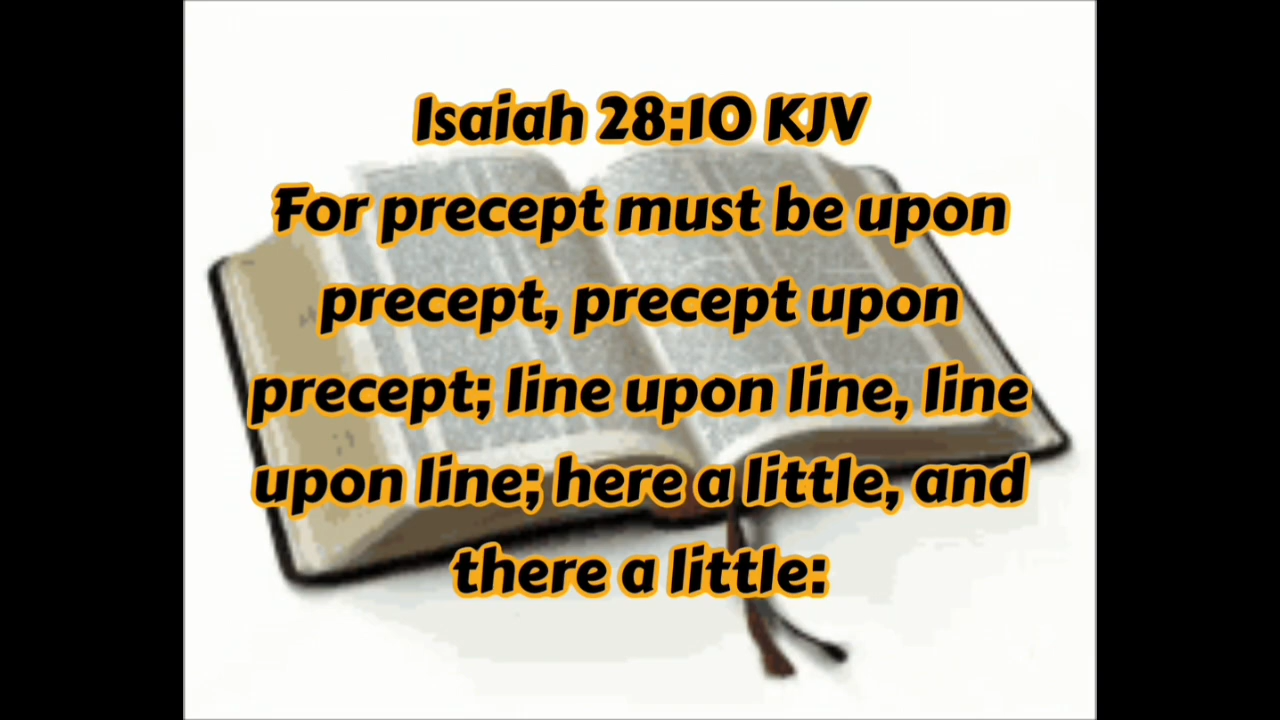 Isaiah 28:10 KJV
For precept must be upon
precept, precept upon
precept; line upon line, line
upon line; here a little, and
there a little: